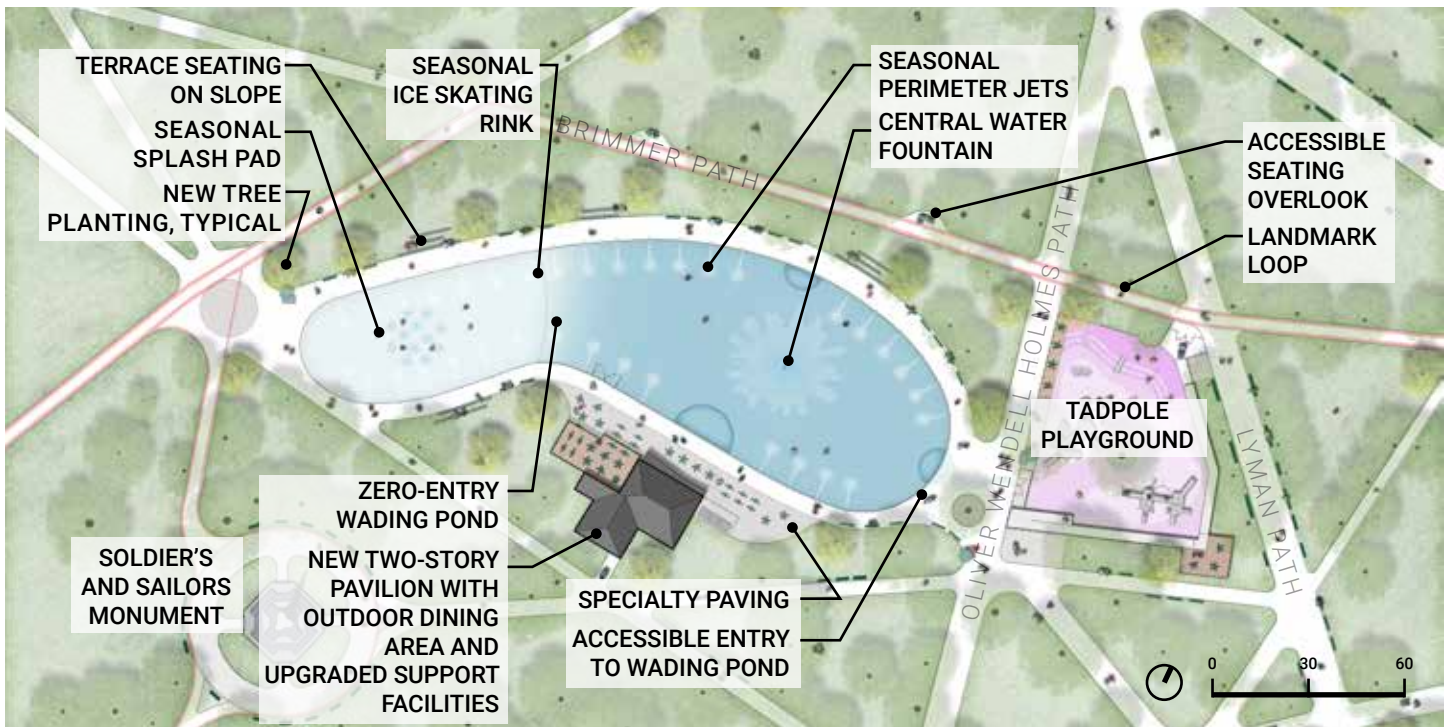 TERRACE SEATING
ON SLOPE
SEASONAL
SPLASH PAD
NEW TREE
PLANTING, TYPICAL
SEASONAL
ICE SKATING
RINK
BRIMMER PATH
SEASONAL
PERIMETER JETS
CENTRAL WATER
FOUNTAIN
ACCESSIBLE
SEATING
OVERLOOK
LANDMARK
LOOP
OLIVER WENDELL HOLMES PATH
TADPOLE
PLAYGROUND
LYMAN PATH
ZERO-ENTRY
WADING POND
NEW TWO-STORY
PAVILION WITH
OUTDOOR DINING
AREA AND
UPGRADED SUPPORT
FACILITIES
SOLDIER'S
AND SAILORS
MONUMENT
SPECIALTY PAVING
ACCESSIBLE ENTRY
TO WADING POND
0 30 60